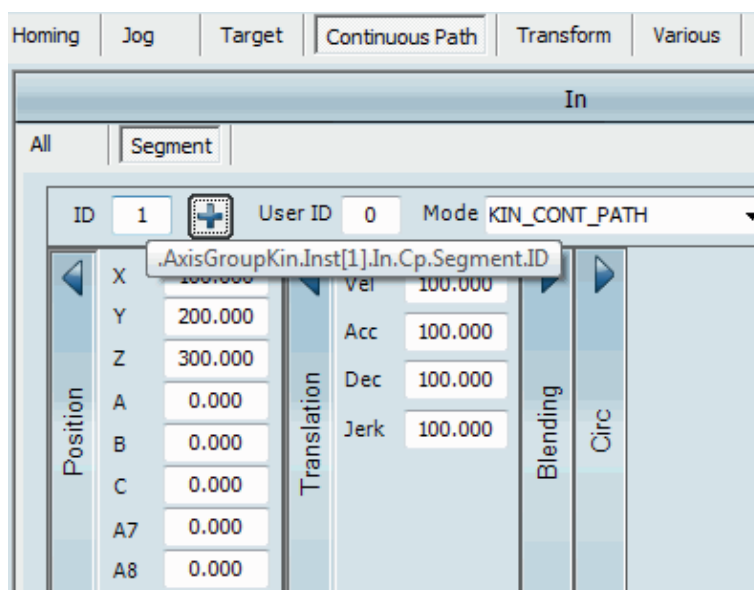 Homing Jog Target Continuous Path Transform Various
In
All Segment
ID 1 User ID 0 Mode KIN_CONT_PATH
.AxisGroupKin.Inst[1].In.Cp.Segment.ID
X 100.000 Vel 100.000
Y 200.000 Acc 100.000
Z 300.000 Dec 100.000
A 0.000 Jerk 100.000
B 0.000
C 0.000
A7 0.000
A8 0.000
Position
Translation
Blending
Circ